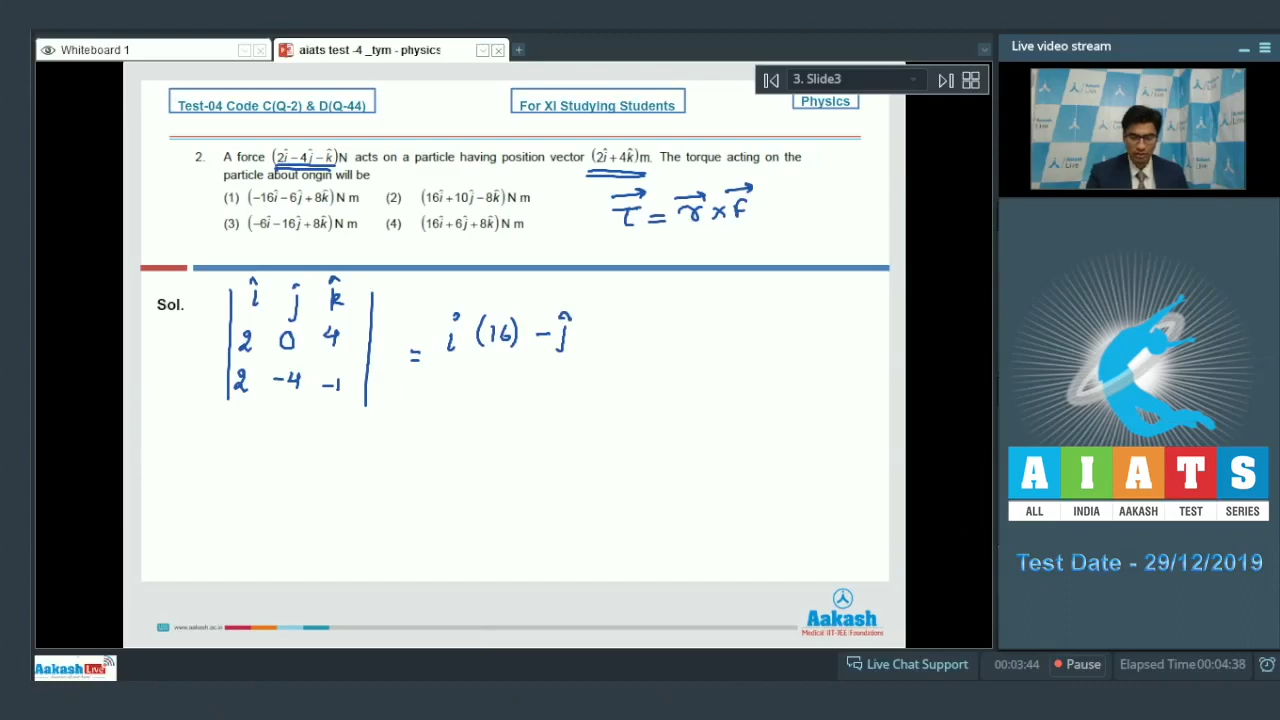 Whiteboard 1
aiats test -4 _tym - physics
Live video stream
3. Slide3
Test-04 Code C(Q-2) & D(Q-44)
For XI Studying Students
Physics
2. A force (2î − 4ĵ − k̂)N acts on a particle having position vector (2î + 4k̂)m. The torque acting on the
particle about origin will be
(1) (−16î − 6ĵ + 8k̂) N m (2) (16î + 10ĵ − 8k̂) N m
(3) (−6î − 16ĵ + 8k̂) N m (4) (16î + 6ĵ + 8k̂) N m
τ⃗ = r⃗ × F⃗
Sol.
î ĵ k̂
2 0 4
2 -4 -1
= î (16) - ĵ
A I A T S
ALL INDIA AAKASH TEST SERIES
Test Date - 29/12/2019
www.aakash.ac.in
Aakash
Medical|IIT-JEE|Foundations
Aakash Live
Live Chat Support
00:03:44
Pause
Elapsed Time 00:04:38